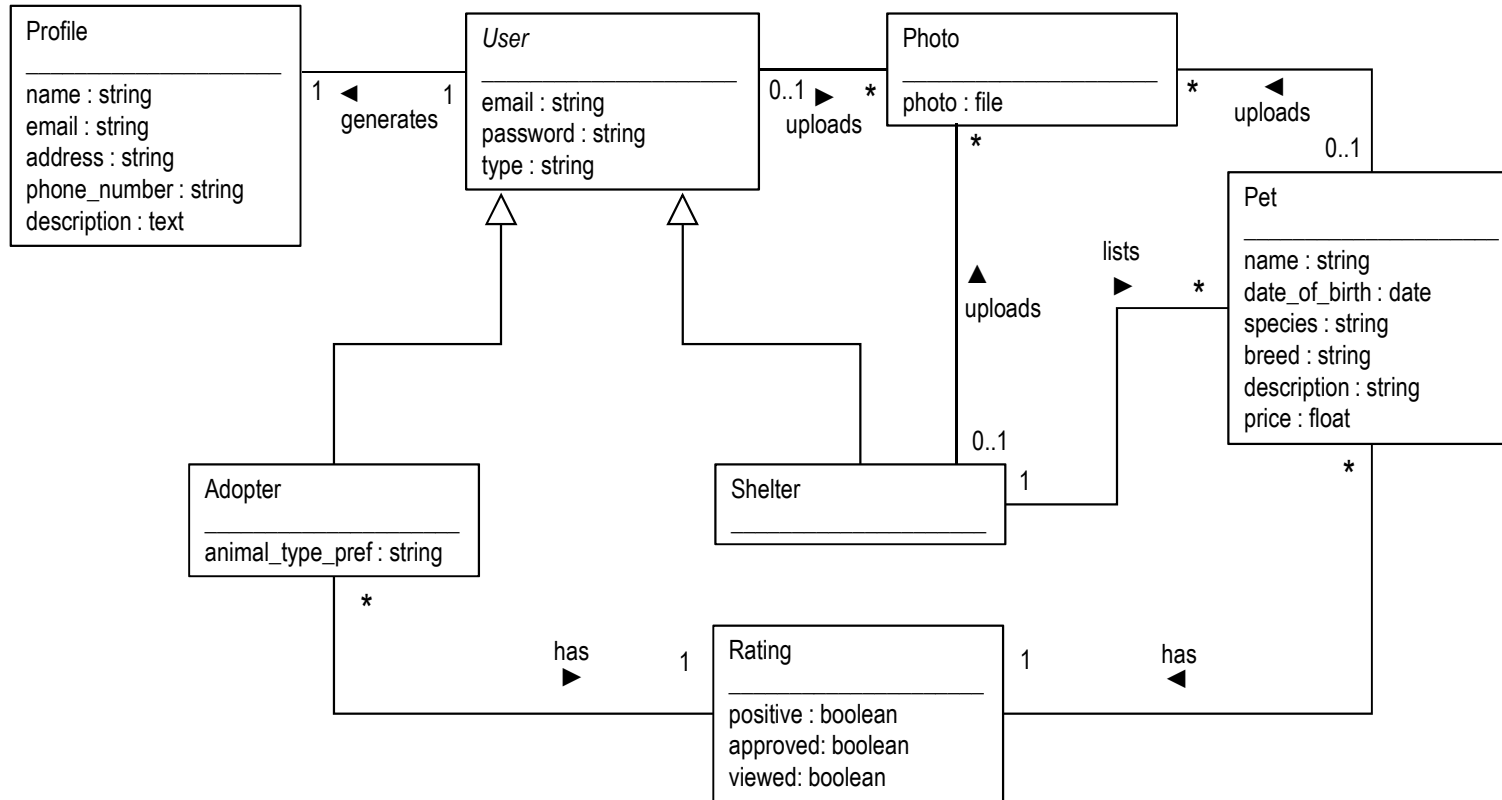 Profile
name : string
email : string
address : string
phone_number : string
description : text
1 ◄ 1
generates
User
email : string
password : string
type : string
0..1 ► *
uploads
Photo
photo : file
* ◄
uploads
0..1
Pet
name : string
date_of_birth : date
species : string
breed : string
description : string
price : float
*
▲
uploads
0..1
lists
► *
1
Adopter
animal_type_pref : string
*
Shelter
*
has
► 1
Rating
positive : boolean
approved: boolean
viewed: boolean
1 has
◄